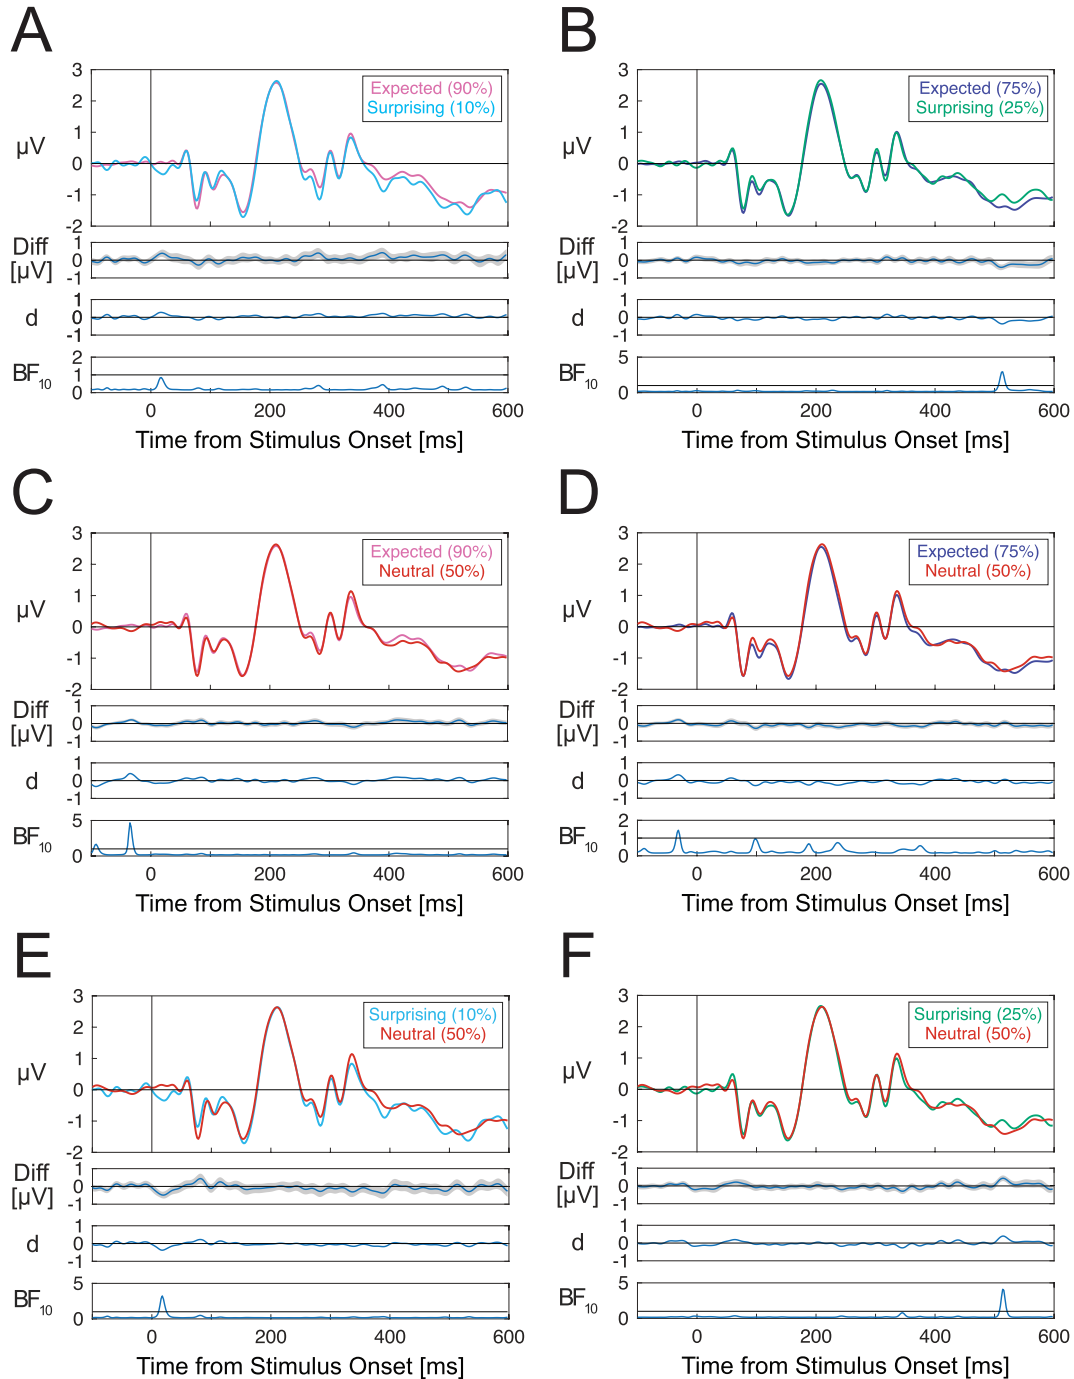 A
3
2
1
0
-1
-2
µV
Expected (90%)
Surprising (10%)
Diff
[µV]
1
0
-1
d
1
0
-1
BF10
2
1
0
0 200 400 600
Time from Stimulus Onset [ms]
B
3
2
1
0
-1
-2
µV
Expected (75%)
Surprising (25%)
Diff
[µV]
1
0
-1
d
1
0
-1
BF10
5
0
0 200 400 600
Time from Stimulus Onset [ms]
C
3
2
1
0
-1
-2
µV
Expected (90%)
Neutral (50%)
Diff
[µV]
1
0
-1
d
1
0
-1
BF10
5
0
0 200 400 600
Time from Stimulus Onset [ms]
D
3
2
1
0
-1
-2
µV
Expected (75%)
Neutral (50%)
Diff
[µV]
1
0
-1
d
1
0
-1
BF10
2
1
0
0 200 400 600
Time from Stimulus Onset [ms]
E
3
2
1
0
-1
-2
µV
Surprising (10%)
Neutral (50%)
Diff
[µV]
1
0
-1
d
1
0
-1
BF10
5
0
0 200 400 600
Time from Stimulus Onset [ms]
F
3
2
1
0
-1
-2
µV
Surprising (25%)
Neutral (50%)
Diff
[µV]
1
0
-1
d
1
0
-1
BF10
5
0
0 200 400 600
Time from Stimulus Onset [ms]